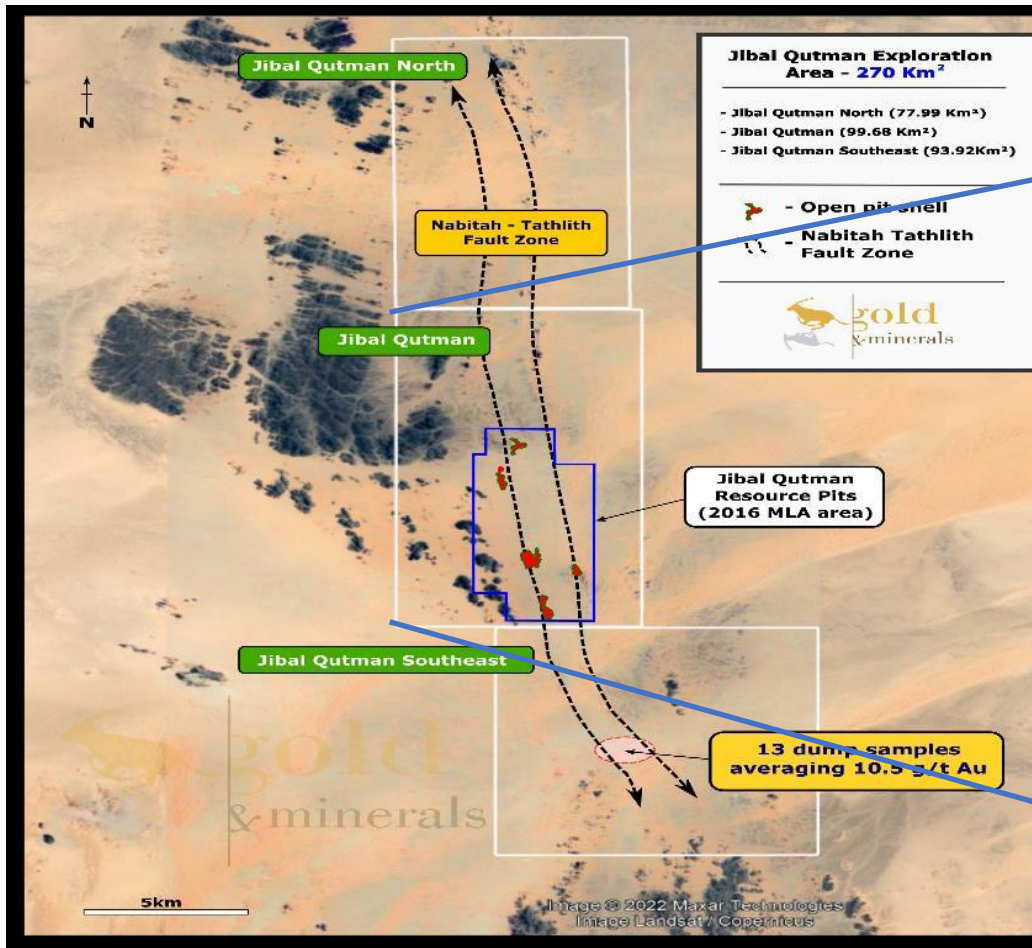 Jibal Qutman North
N
Jibal Qutman Exploration
Area - 270 Km²
- Jibal Qutman North (77.99 Km²)
- Jibal Qutman (99.68 Km²)
- Jibal Qutman Southeast (93.92Km²)
- Open pit shell
- Nabitah Tathlith
Fault Zone
gold
& minerals
Nabitah - Tathlith
Fault Zone
Jibal Qutman
Jibal Qutman
Resource Pits
(2016 MLA area)
Jibal Qutman Southeast
gold
& minerals
13 dump samples
averaging 10.5 g/t Au
5km
Image © 2022 Maxar Technologies
Image Landsat / Copernicus